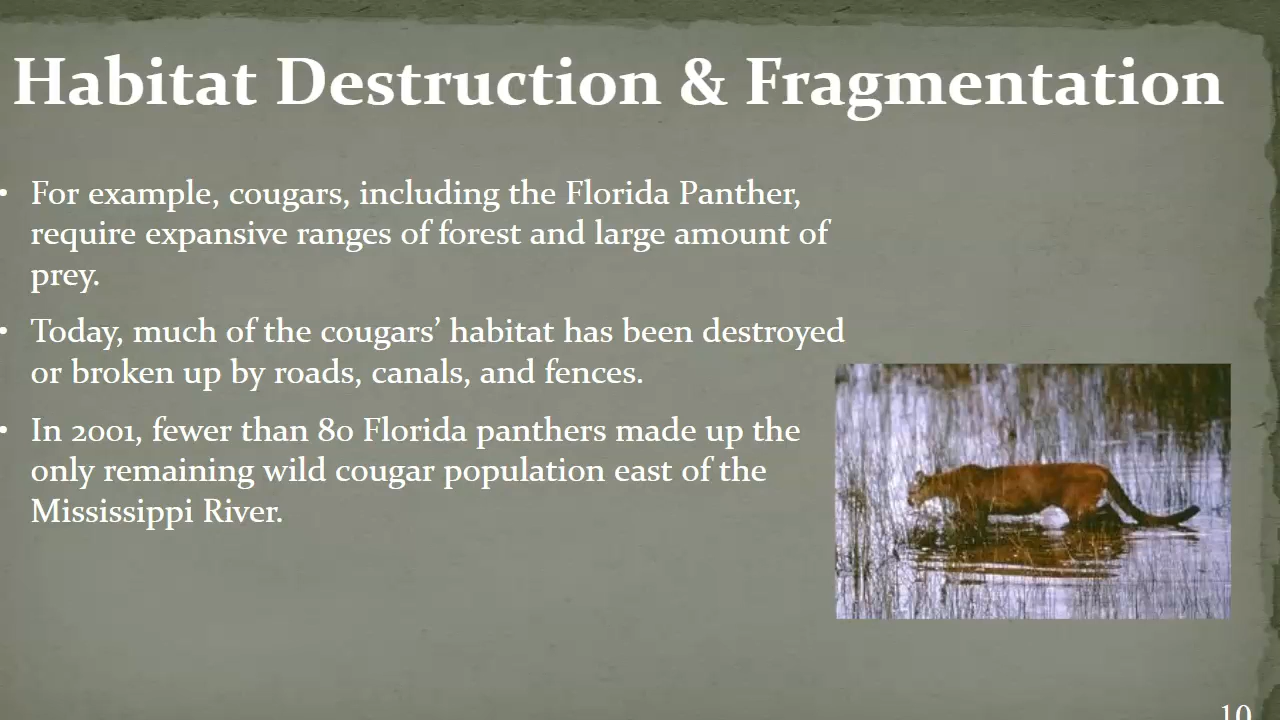 Habitat Destruction & Fragmentation
• For example, cougars, including the Florida Panther,
require expansive ranges of forest and large amount of
prey.
• Today, much of the cougars’ habitat has been destroyed
or broken up by roads, canals, and fences.
• In 2001, fewer than 80 Florida panthers made up the
only remaining wild cougar population east of the
Mississippi River.
10